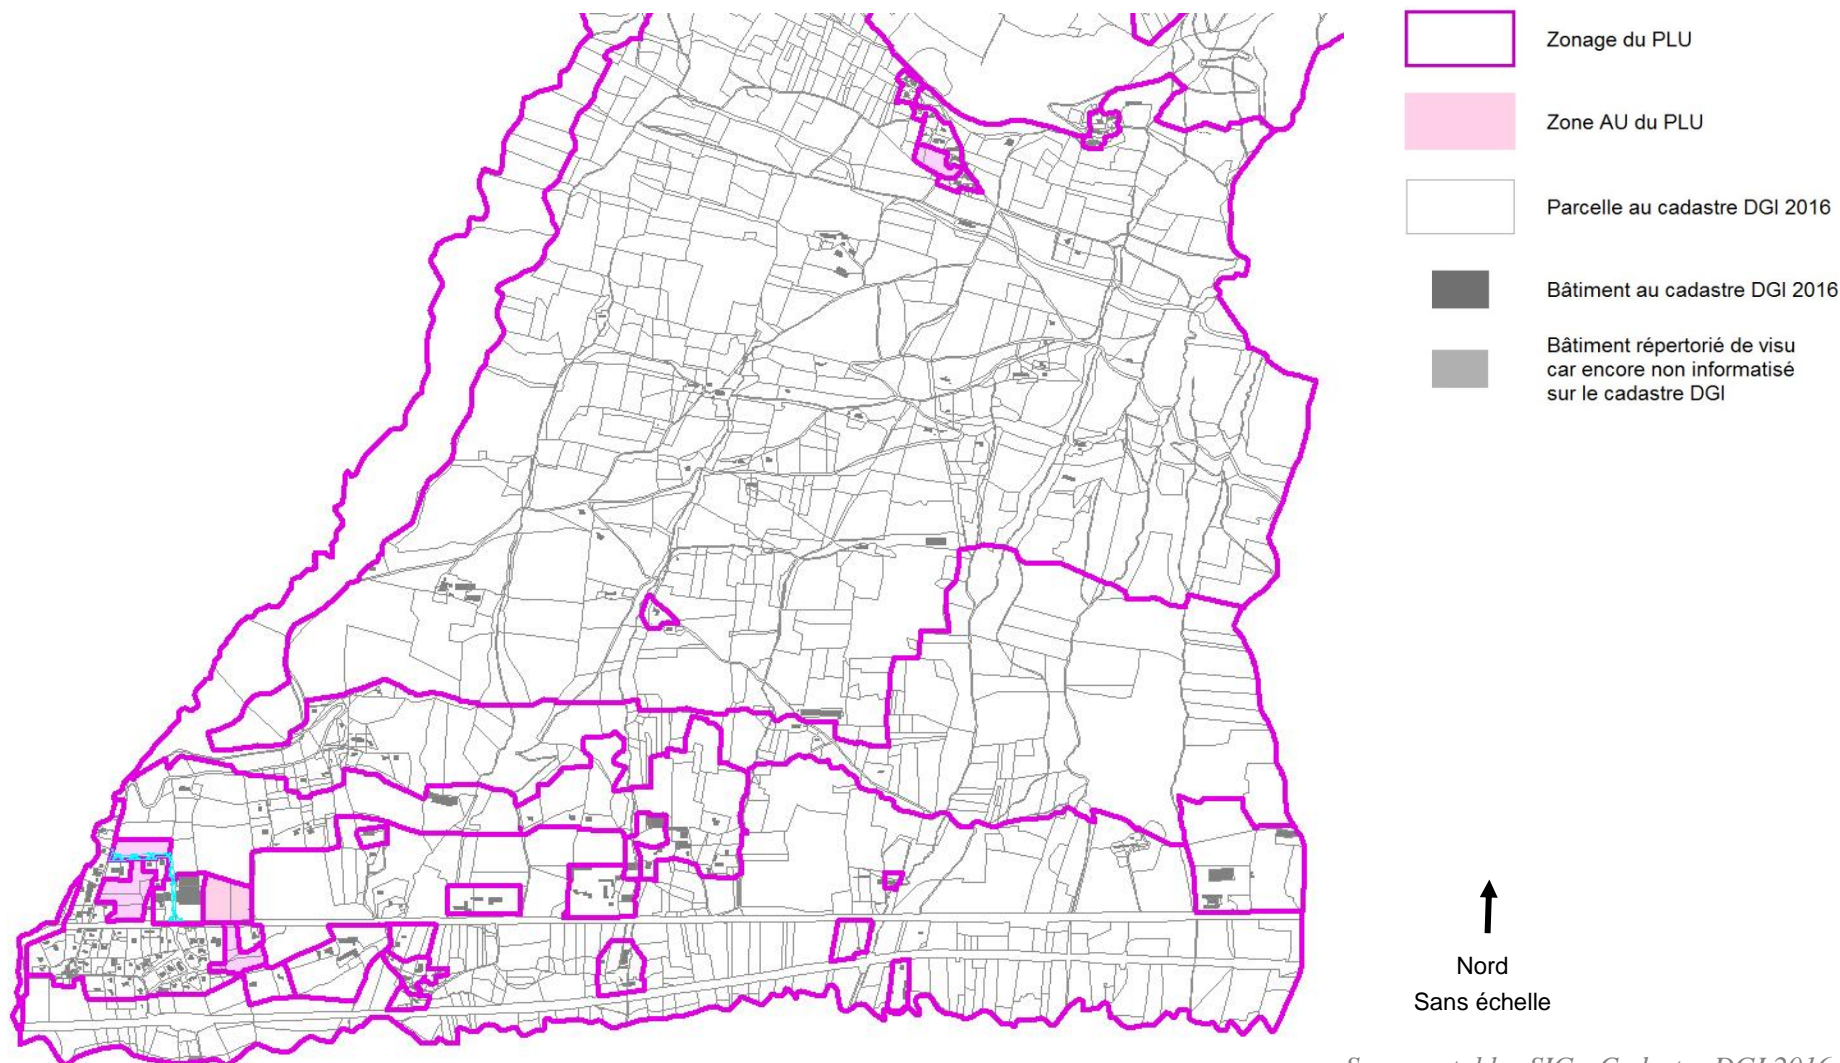 Zonage du PLU
Zone AU du PLU
Parcelle au cadastre DGI 2016
Bâtiment au cadastre DGI 2016
Bâtiment répertorié de visu
car encore non informatisé
sur le cadastre DGI
Nord
Sans échelle